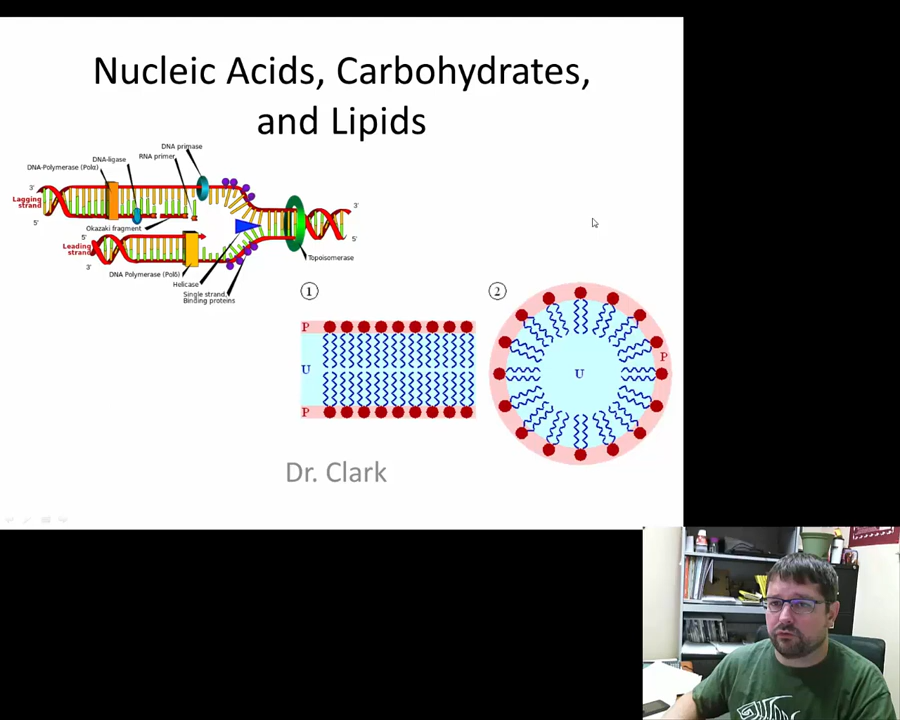 Nucleic Acids, Carbohydrates,
and Lipids
DNA primase
RNA primer
DNA-ligase
DNA-Polymerase (Polα)
3'
Lagging
strand
5'
3'
5'
Okazaki fragment
5'
Leading
strand
3'
Topoisomerase
DNA Polymerase (Polδ)
Helicase
Single strand,
Binding proteins
1
2
P
U
P
P
U
Dr. Clark